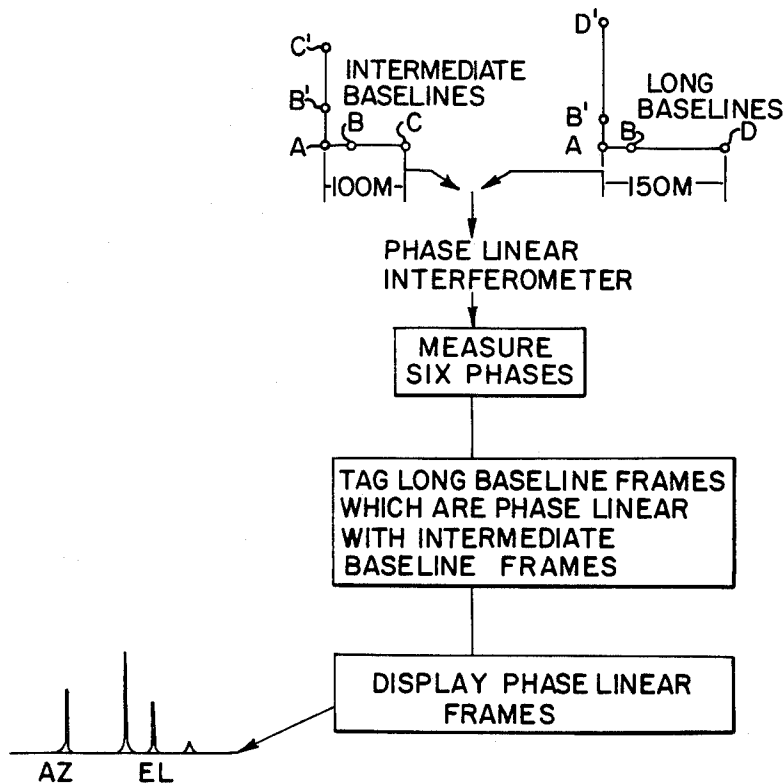 C'
B'
A
B
C
INTERMEDIATE
BASELINES
100M
D'
B'
A
B
D
LONG
BASELINES
150M
PHASE LINEAR
INTERFEROMETER
MEASURE
SIX PHASES
TAG LONG BASELINE FRAMES
WHICH ARE PHASE LINEAR
WITH INTERMEDIATE
BASELINE FRAMES
DISPLAY PHASE LINEAR
FRAMES
AZ EL